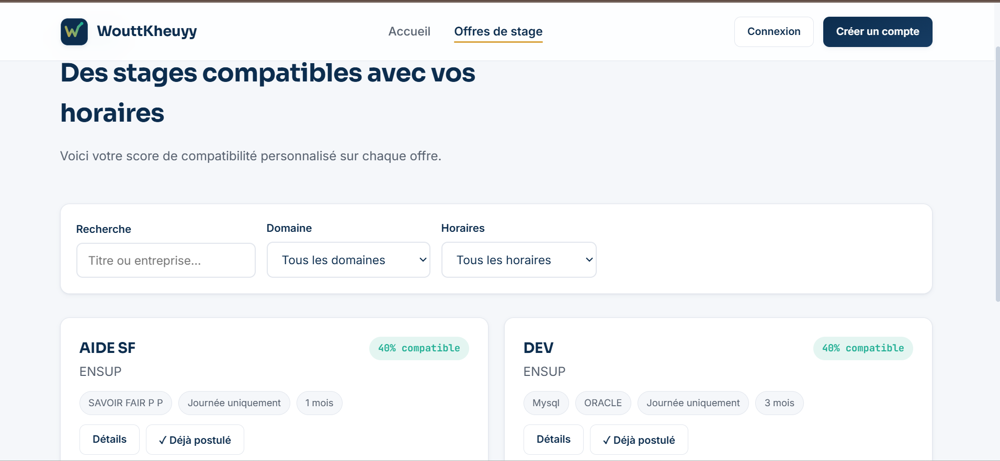 WouttKheuyy
Accueil
Offres de stage
Connexion
Créer un compte
Des stages compatibles avec vos
horaires
Voici votre score de compatibilité personnalisé sur chaque offre.
Recherche
Domaine
Horaires
Titre ou entreprise...
Tous les domaines
Tous les horaires
AIDE SF
40% compatible
ENSUP
SAVOIR FAIR P P
Journée uniquement
1 mois
Détails
✓ Déjà postulé
DEV
40% compatible
ENSUP
Mysql
ORACLE
Journée uniquement
3 mois
Détails
✓ Déjà postulé